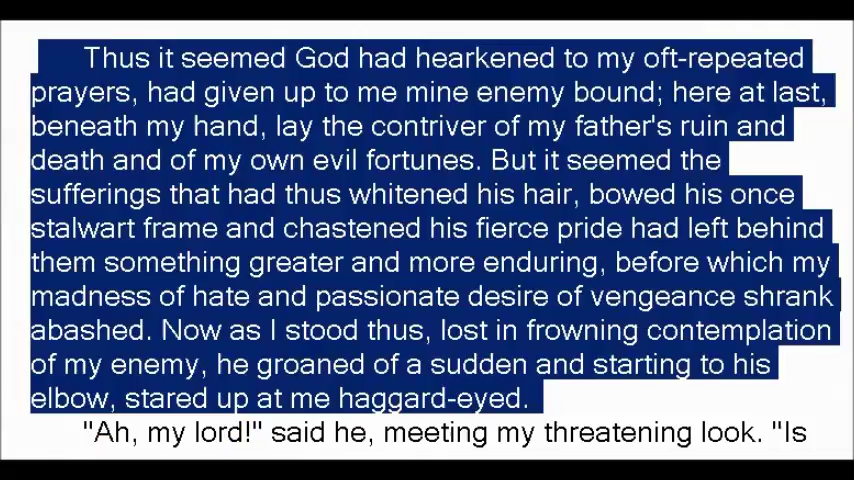 Thus it seemed God had hearkened to my oft-repeated
prayers, had given up to me mine enemy bound; here at last,
beneath my hand, lay the contriver of my father's ruin and
death and of my own evil fortunes. But it seemed the
sufferings that had thus whitened his hair, bowed his once
stalwart frame and chastened his fierce pride had left behind
them something greater and more enduring, before which my
madness of hate and passionate desire of vengeance shrank
abashed. Now as I stood thus, lost in frowning contemplation
of my enemy, he groaned of a sudden and starting to his
elbow, stared up at me haggard-eyed.
"Ah, my lord!" said he, meeting my threatening look. "Is